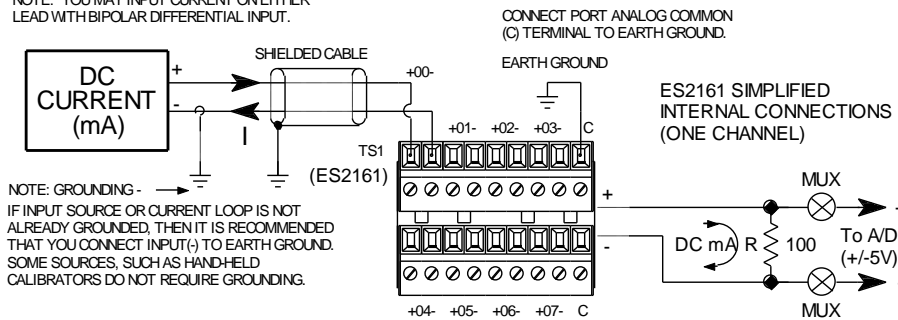 NOTE: YOU MAY INPUT CURRENT ON EITHER
LEAD WITH BIPOLAR DIFFERENTIAL INPUT.
CONNECT PORT ANALOG COMMON
(C) TERMINAL TO EARTH GROUND.
SHIELDED CABLE
EARTH GROUND
DC
CURRENT
(mA)
+
-
I
+00-
+01- +02- +03- C
TS1
(ES2161)
ES2161 SIMPLIFIED
INTERNAL CONNECTIONS
(ONE CHANNEL)
NOTE: GROUNDING -
IF INPUT SOURCE OR CURRENT LOOP IS NOT
ALREADY GROUNDED, THEN IT IS RECOMMENDED
THAT YOU CONNECT INPUT(-) TO EARTH GROUND.
SOME SOURCES, SUCH AS HAND-HELD
CALIBRATORS DO NOT REQUIRE GROUNDING.
+
-
MUX
DC mA R 100
To A/D
(+/-5V)
MUX
+04- +05- +06- +07- C